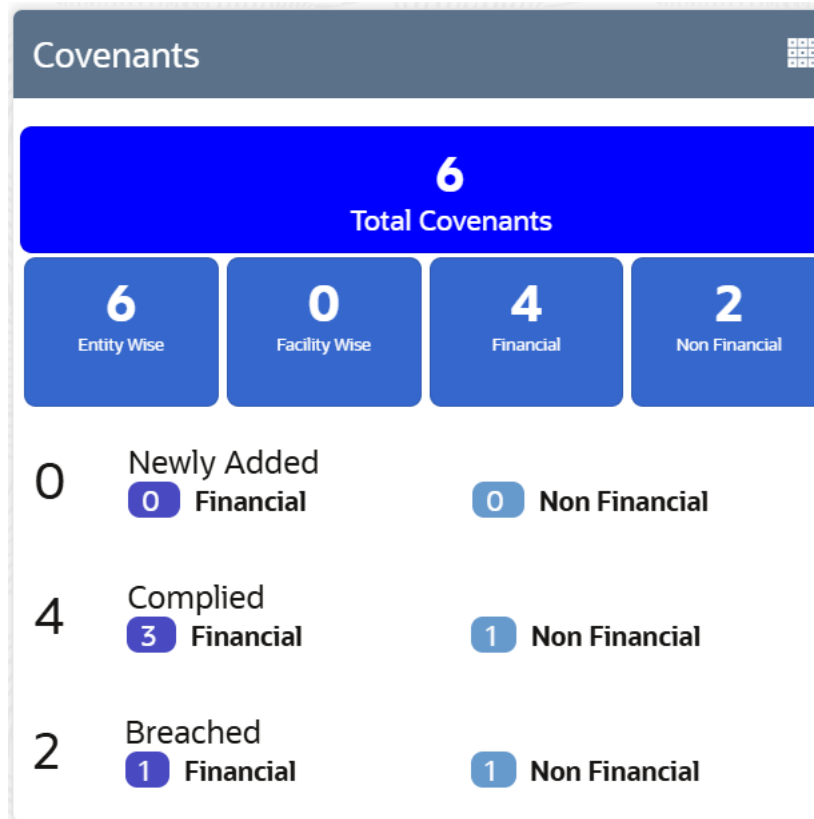 Covenants
6
Total Covenants
6 0 4 2
Entity Wise Facility Wise Financial Non Financial
Newly Added
0 0 Financial 0 Non Financial
Complied
4 3 Financial 1 Non Financial
Breached
2 1 Financial 1 Non Financial